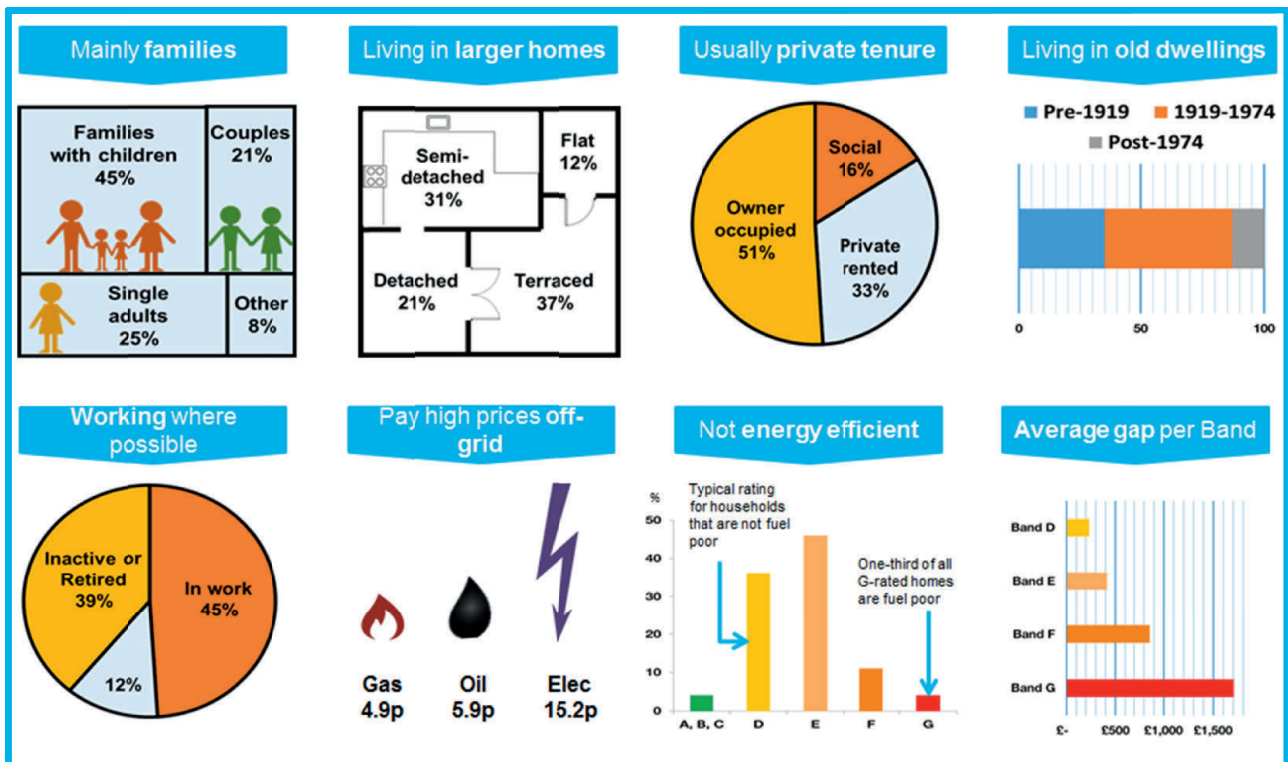 Mainly families
Families
with children
45%
Couples
21%
Single
adults
25%
Other
8%
Living in larger homes
Semi-
detached
31%
Flat
12%
Detached
21%
Terraced
37%
Usually private tenure
Social
16%
Owner
occupied
51%
Private
rented
33%
Living in old dwellings
Pre-1919
1919-1974
Post-1974
0
50
100
Working where
possible
Inactive or
Retired
39%
In work
45%
12%
Pay high prices off-
grid
Gas
4.9p
Oil
5.9p
Elec
15.2p
Not energy efficient
%
50
40
30
20
10
0
Typical rating
for households
that are not fuel
poor
One-third of all
G-rated homes
are fuel poor
A, B, C
D
E
F
G
Average gap per Band
Band D
Band E
Band F
Band G
£-
£500
£1,000
£1,500